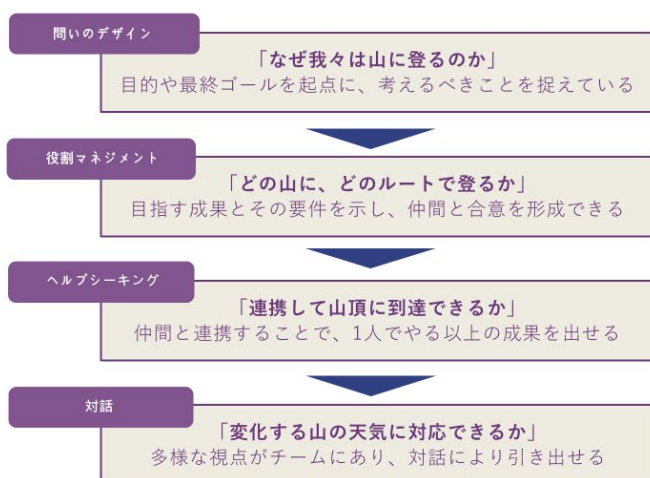 問いのデザイン
「なぜ我々は山に登るのか」
目的や最終ゴールを起点に、考えるべきことを捉えている
役割マネジメント
「どの山に、どのルートで登るか」
目指す成果とその要件を示し、仲間と合意を形成できる
ヘルプシーキング
「連携して山頂に到達できるか」
仲間と連携することで、1人でやる以上の成果を出せる
対話
「変化する山の天気に対応できるか」
多様な視点がチームにあり、対話により引き出せる